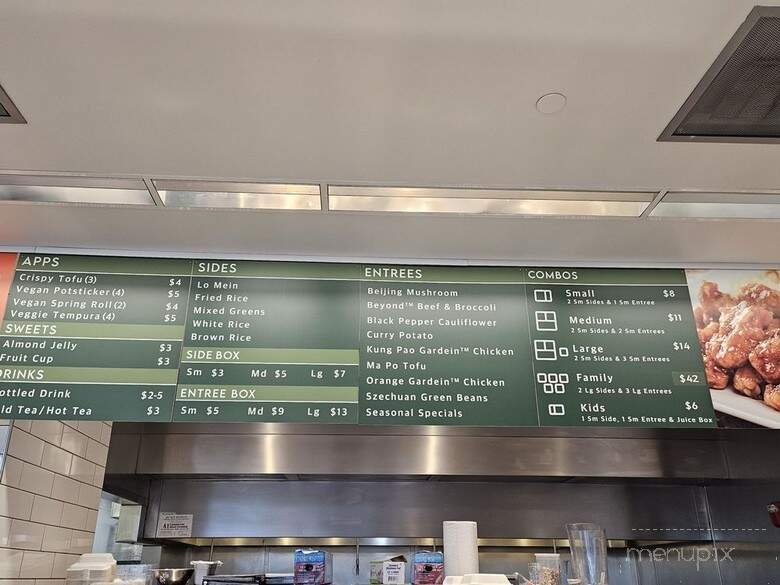 APPS
Crispy Tofu (3) $4
Vegan Potsticker (4) $5
Vegan Spring Roll (2) $4
Veggie Tempura (4) $5
SWEETS
Almond Jelly $3
Fruit Cup $3
DRINKS
ottled Drink $2-5
ld Tea/Hot Tea $3
SIDES
Lo Mein
Fried Rice
Mixed Greens
White Rice
Brown Rice
SIDE BOX
Sm $3 Md $5 Lg $7
ENTREE BOX
Sm $5 Md $9 Lg $13
ENTREES
Beijing Mushroom
Beyond™ Beef & Broccoli
Black Pepper Cauliflower
Curry Potato
Kung Pao Gardein™ Chicken
Ma Po Tofu
Orange Gardein™ Chicken
Szechuan Green Beans
Seasonal Specials
COMBOS
Small $8
2 Sm Sides & 1 Sm Entree
Medium $11
2 Sm Sides & 2 Sm Entrees
Large $14
2 Sm Sides & 3 Sm Entrees
Family $42
2 Lg Sides & 3 Lg Entrees
Kids $6
1 Sm Side, 1 Sm Entree & Juice Box
menupix